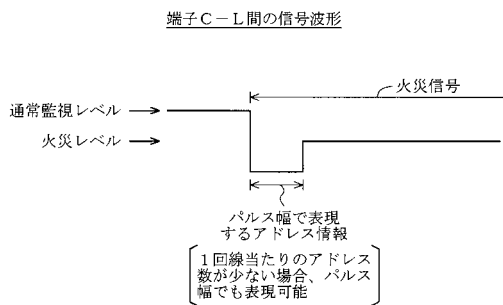 端子C－L間の信号波形
火災信号
通常監視レベル
火災レベル
パルス幅で表現
するアドレス情報
1回線当たりのアドレス
数が少ない場合、パルス
幅でも表現可能